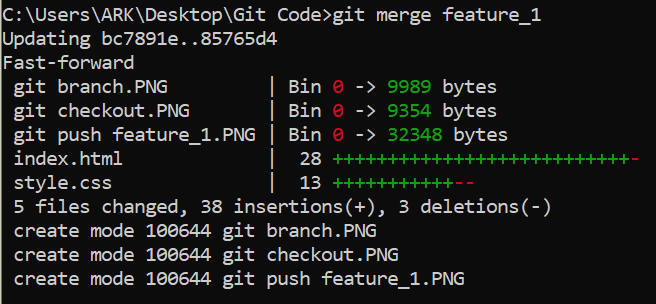 C:\Users\ARK\Desktop\Git Code>git merge feature_1
Updating bc7891e..85765d4
Fast-forward
 git branch.PNG         | Bin 0 -> 9989 bytes
 git checkout.PNG       | Bin 0 -> 9354 bytes
 git push feature_1.PNG | Bin 0 -> 32348 bytes
 index.html             |  28 +++++++++++++++++++++++++++-
 style.css              |  13 +++++++++++--
 5 files changed, 38 insertions(+), 3 deletions(-)
 create mode 100644 git branch.PNG
 create mode 100644 git checkout.PNG
 create mode 100644 git push feature_1.PNG